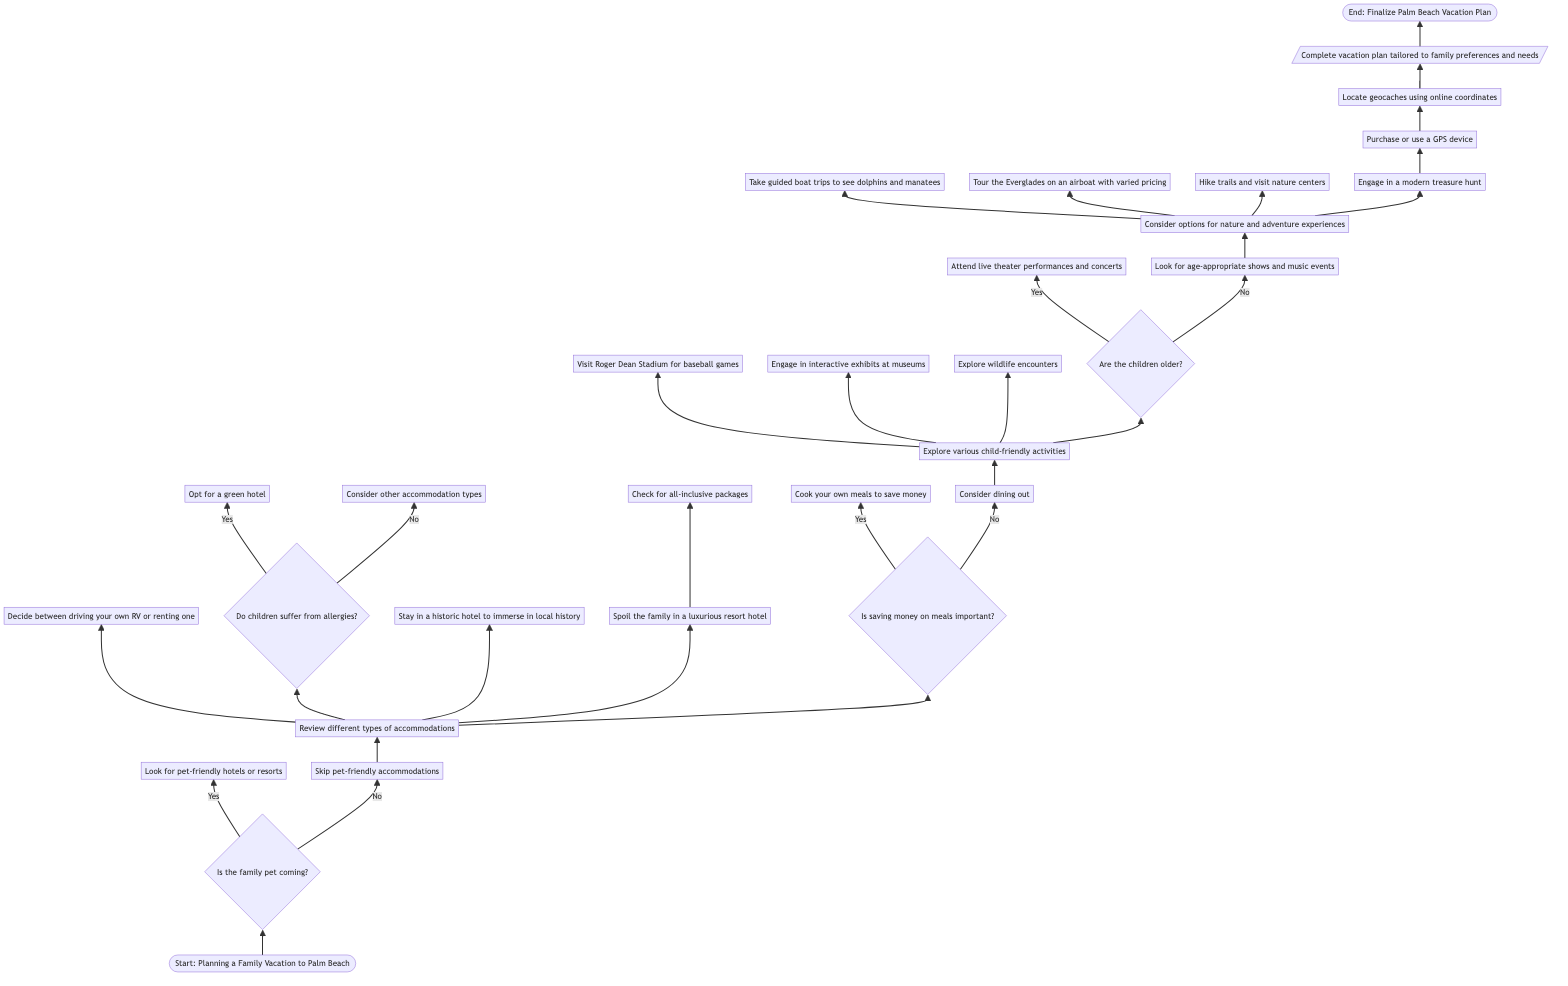 End: Finalize Palm Beach Vacation Plan
Complete vacation plan tailored to family preferences and needs
Locate geocaches using online coordinates
Purchase or use a GPS device
Take guided boat trips to see dolphins and manatees
Tour the Everglades on an airboat with varied pricing
Hike trails and visit nature centers
Engage in a modern treasure hunt
Consider options for nature and adventure experiences
Attend live theater performances and concerts
Look for age-appropriate shows and music events
Yes
No
Visit Roger Dean Stadium for baseball games
Engage in interactive exhibits at museums
Explore wildlife encounters
Are the children older?
Explore various child-friendly activities
Opt for a green hotel
Consider other accommodation types
Check for all-inclusive packages
Cook your own meals to save money
Consider dining out
Yes
No
Yes
No
Decide between driving your own RV or renting one
Do children suffer from allergies?
Stay in a historic hotel to immerse in local history
Spoil the family in a luxurious resort hotel
Is saving money on meals important?
Review different types of accommodations
Look for pet-friendly hotels or resorts
Skip pet-friendly accommodations
Yes
No
Is the family pet coming?
Start: Planning a Family Vacation to Palm Beach